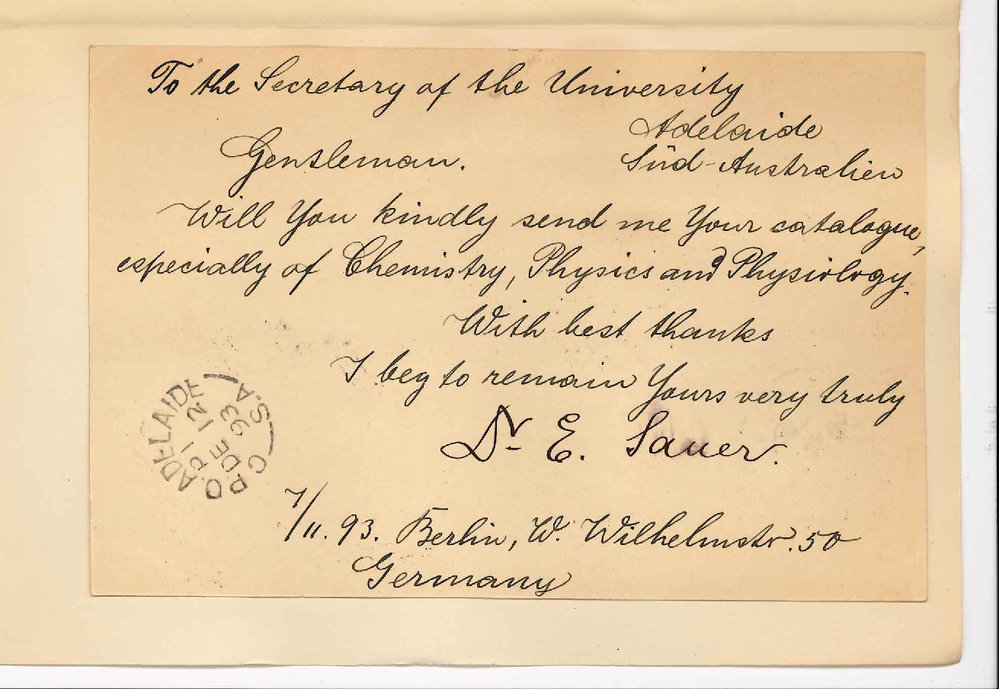 To the Secretary of the University
Adelaide
Süd-Australien
Gentleman.
Will You kindly send me Your catalogue,
especially of Chemistry, Physics and Physiology.
With best thanks
I beg to remain Yours very truly
Dr. E. Sauer.
7/11. 93. Berlin, W. Wilhelmstr. 50
Germany
G.P.O. ADELAIDE
S.A.
DE 12
93